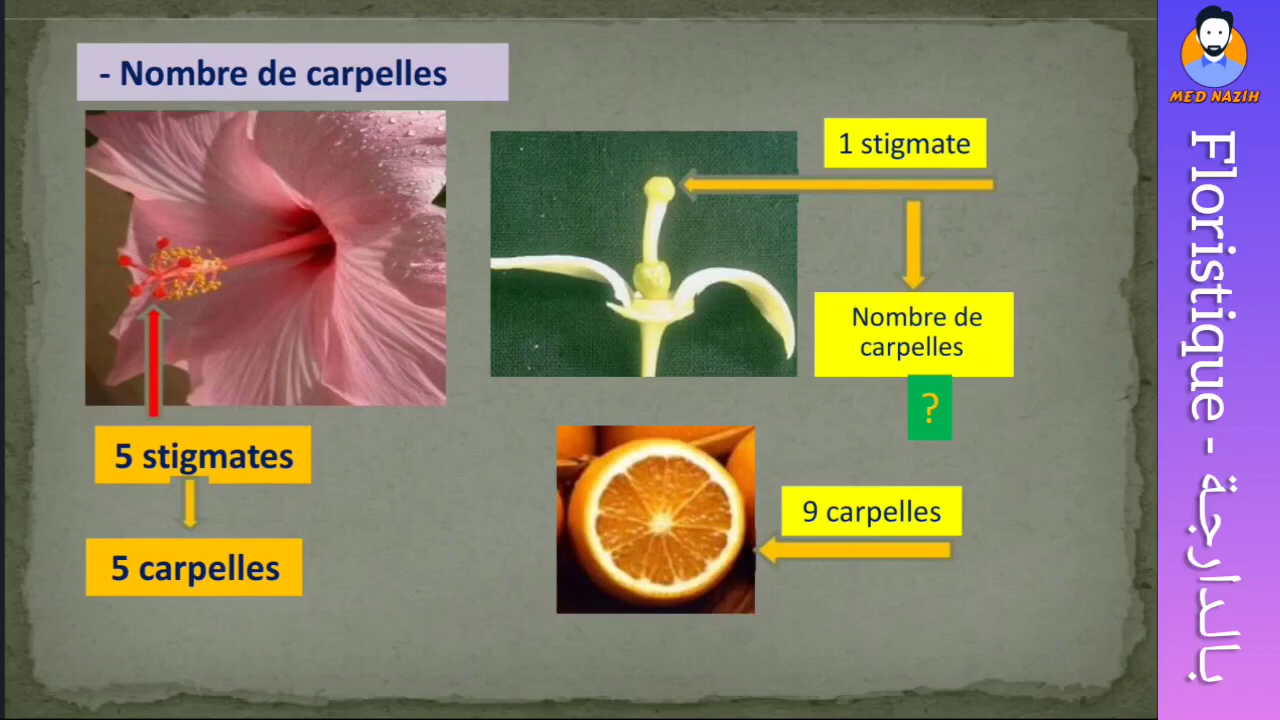 - Nombre de carpelles
1 stigmate
Nombre de
carpelles
?
5 stigmates
5 carpelles
9 carpelles
MED NAZIH
Floristique - بالدارجة